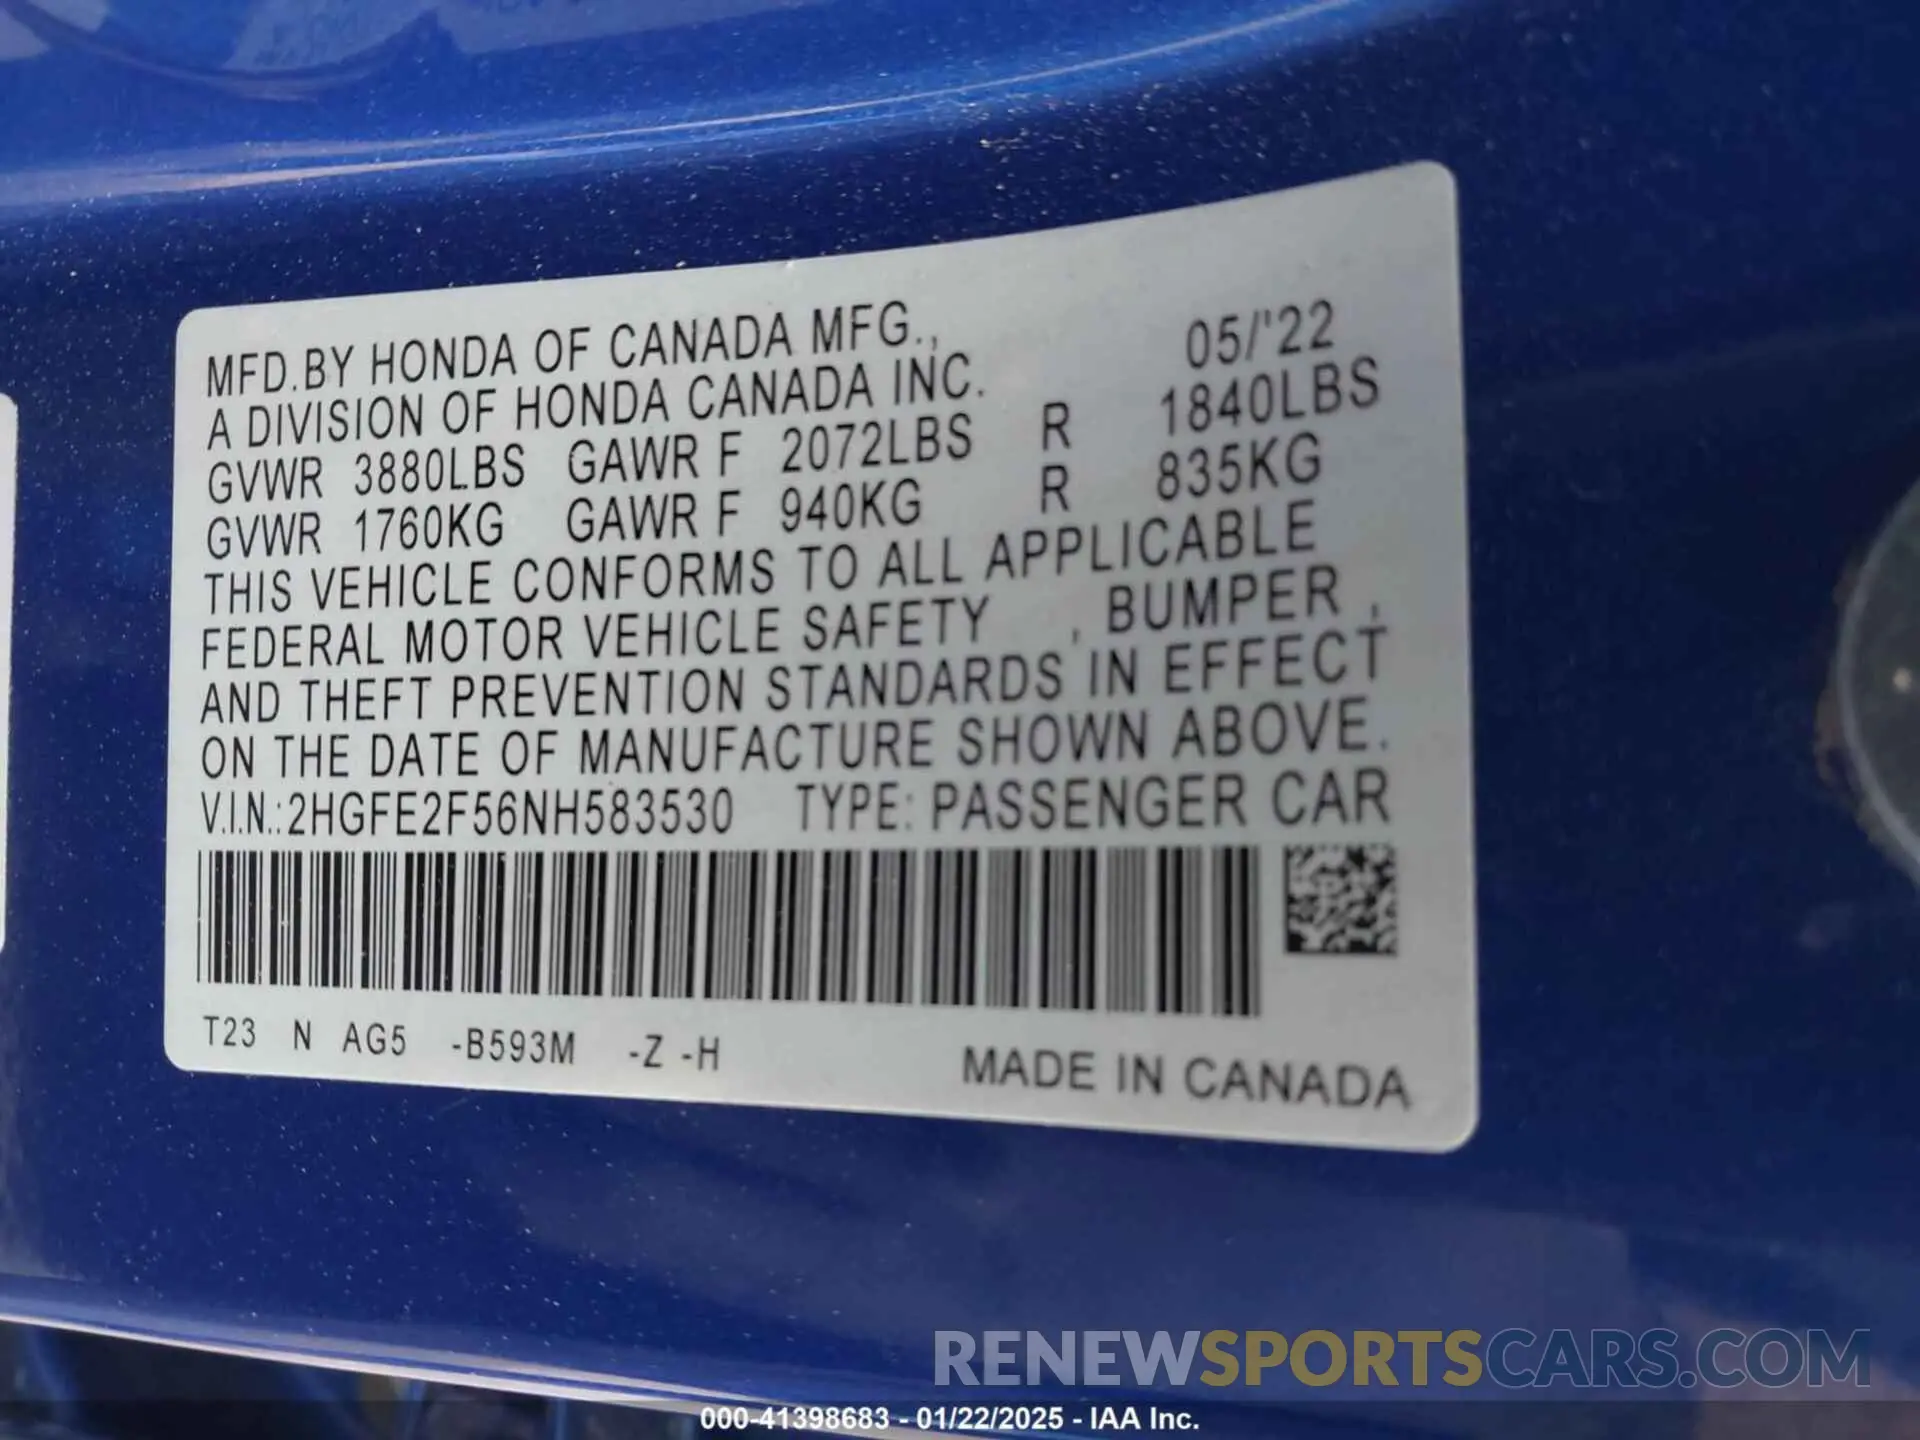 MFD.BY HONDA OF CANADA MFG., 05/'22
A DIVISION OF HONDA CANADA INC.
GVWR 3880LBS GAWR F 2072LBS R 1840LBS
GVWR 1760KG GAWR F 940KG R 835KG
THIS VEHICLE CONFORMS TO ALL APPLICABLE
FEDERAL MOTOR VEHICLE SAFETY , BUMPER ,
AND THEFT PREVENTION STANDARDS IN EFFECT
ON THE DATE OF MANUFACTURE SHOWN ABOVE.
V.I.N.:2HGFE2F56NH583530 TYPE: PASSENGER CAR
T23 N AG5 -B593M -Z -H
MADE IN CANADA
RENEWSPORTSCARS.COM
000-41398683 - 01/22/2025 - IAA Inc.